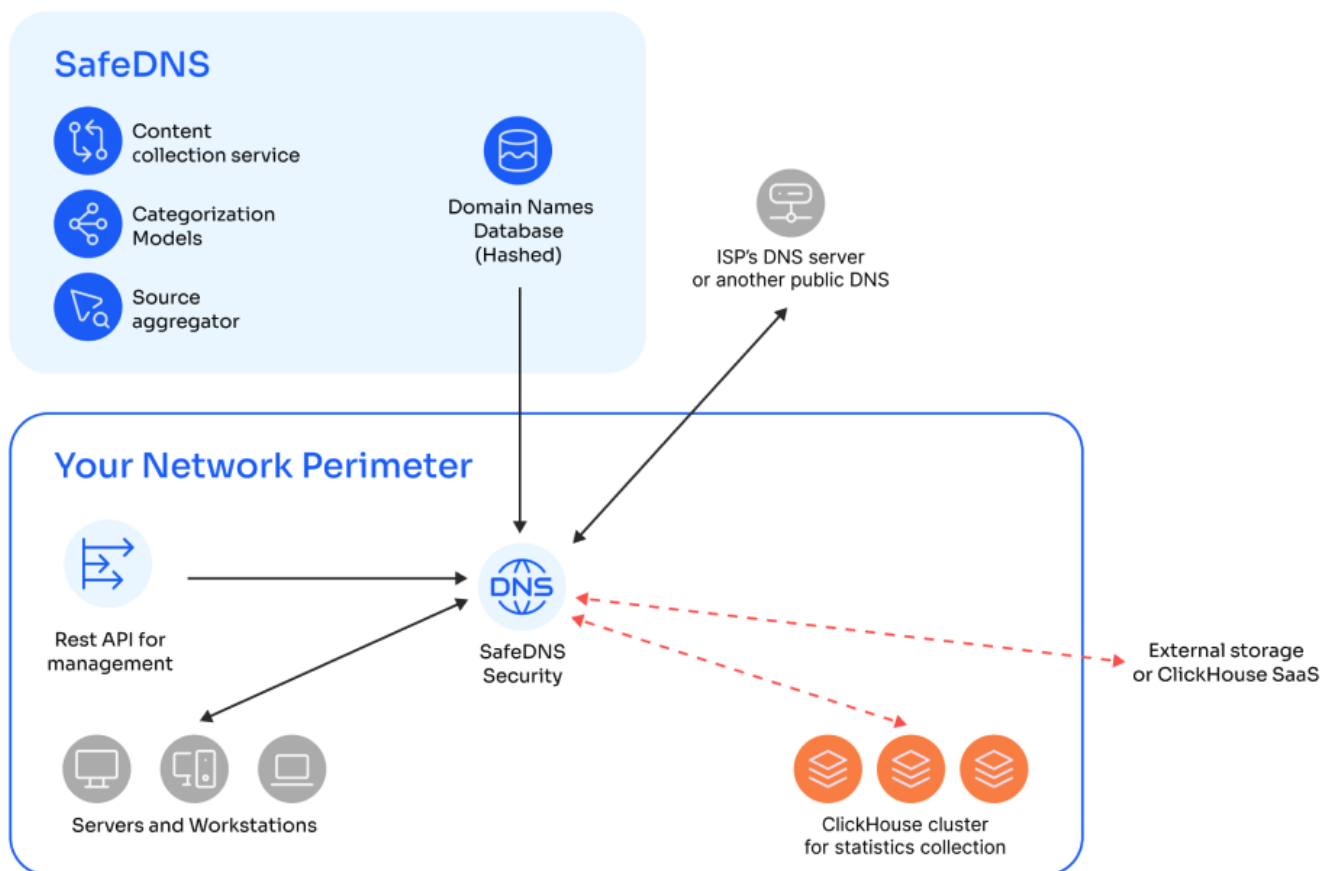 SafeDNS
Content
collection service
Categorization
Models
Source
aggregator
Domain Names
Database
(Hashed)
ISP's DNS server
or another public DNS
Your Network Perimeter
Rest API for
management
DNS
SafeDNS
Security
External storage
or ClickHouse SaaS
Servers and Workstations
ClickHouse cluster
for statistics collection